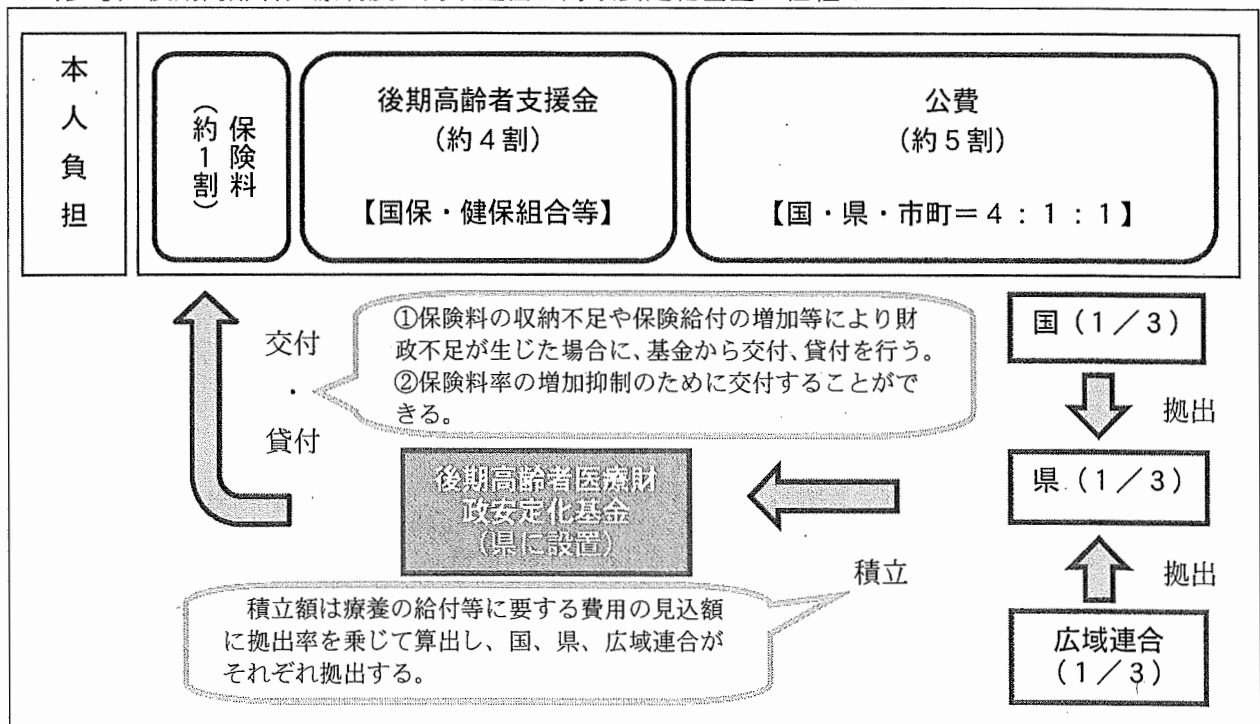 本人負担
保険料
（約１割）
後期高齢者支援金
（約４割）
【国保・健保組合等】
公費
（約５割）
【国・県・市町＝４：１：１】
交付
・
貸付
①保険料の収納不足や保険給付の増加等により財
政不足が生じた場合に、基金から交付、貸付を行う。
②保険料率の増加抑制のために交付することがで
きる。
国（１／３）
拠出
県（１／３）
後期高齢者医療財
政安定化基金
（県に設置）
積立
拠出
積立額は療養の給付等に要する費用の見込額
に拠出率を乗じて算出し、国、県、広域連合が
それぞれ拠出する。
広域連合
（１／３）